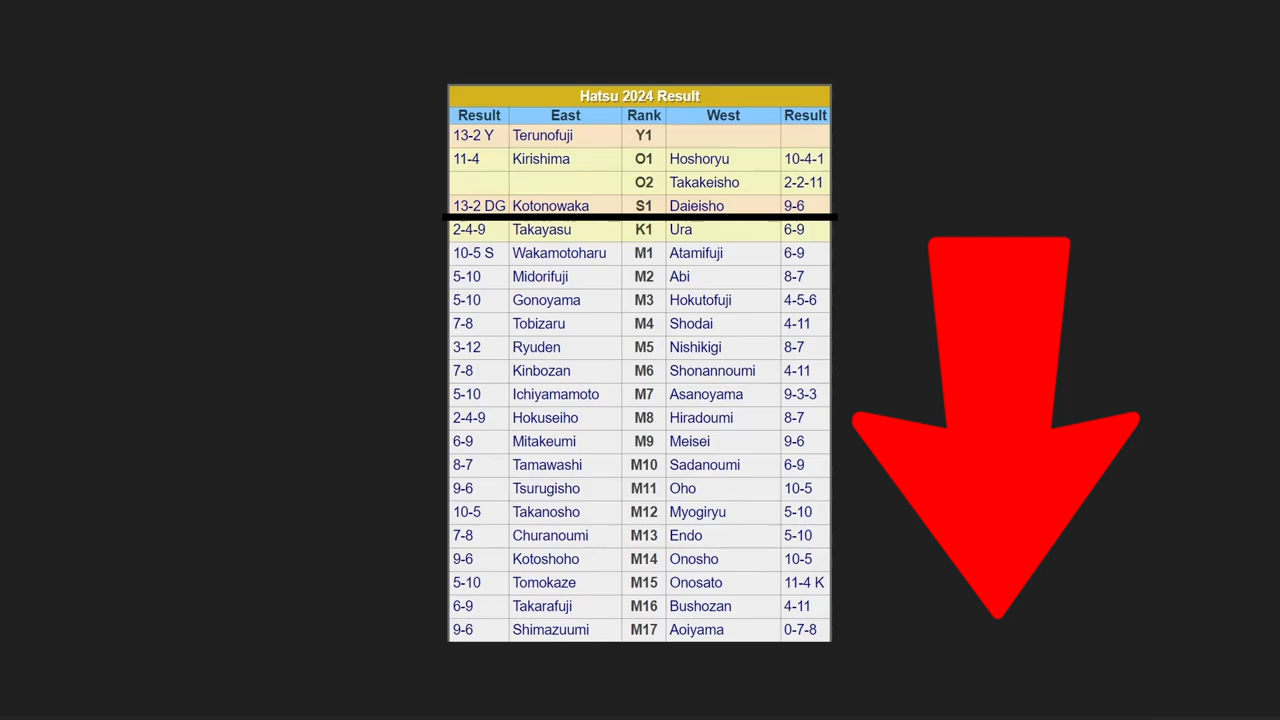 Hatsu 2024 Result
Result East Rank West Result
13-2 Y Terunofuji Y1
11-4 Kirishima O1 Hoshoryu 10-4-1
O2 Takakeisho 2-2-11
13-2 DG Kotonowaka S1 Daieisho 9-6
2-4-9 Takayasu K1 Ura 6-9
10-5 S Wakamotoharu M1 Atamifuji 6-9
5-10 Midorifuji M2 Abi 8-7
5-10 Gonoyama M3 Hokutofuji 4-5-6
7-8 Tobizaru M4 Shodai 4-11
3-12 Ryuden M5 Nishikigi 8-7
7-8 Kinbozan M6 Shonannoumi 4-11
5-10 Ichiyamamoto M7 Asanoyama 9-3-3
2-4-9 Hokuseiho M8 Hiradoumi 8-7
6-9 Mitakeumi M9 Meisei 9-6
8-7 Tamawashi M10 Sadanoumi 6-9
9-6 Tsurugisho M11 Oho 10-5
10-5 Takanosho M12 Myogiryu 5-10
7-8 Churanoumi M13 Endo 5-10
9-6 Kotoshoho M14 Onosho 10-5
5-10 Tomokaze M15 Onosato 11-4 K
6-9 Takarafuji M16 Bushozan 4-11
9-6 Shimazuumi M17 Aoiyama 0-7-8